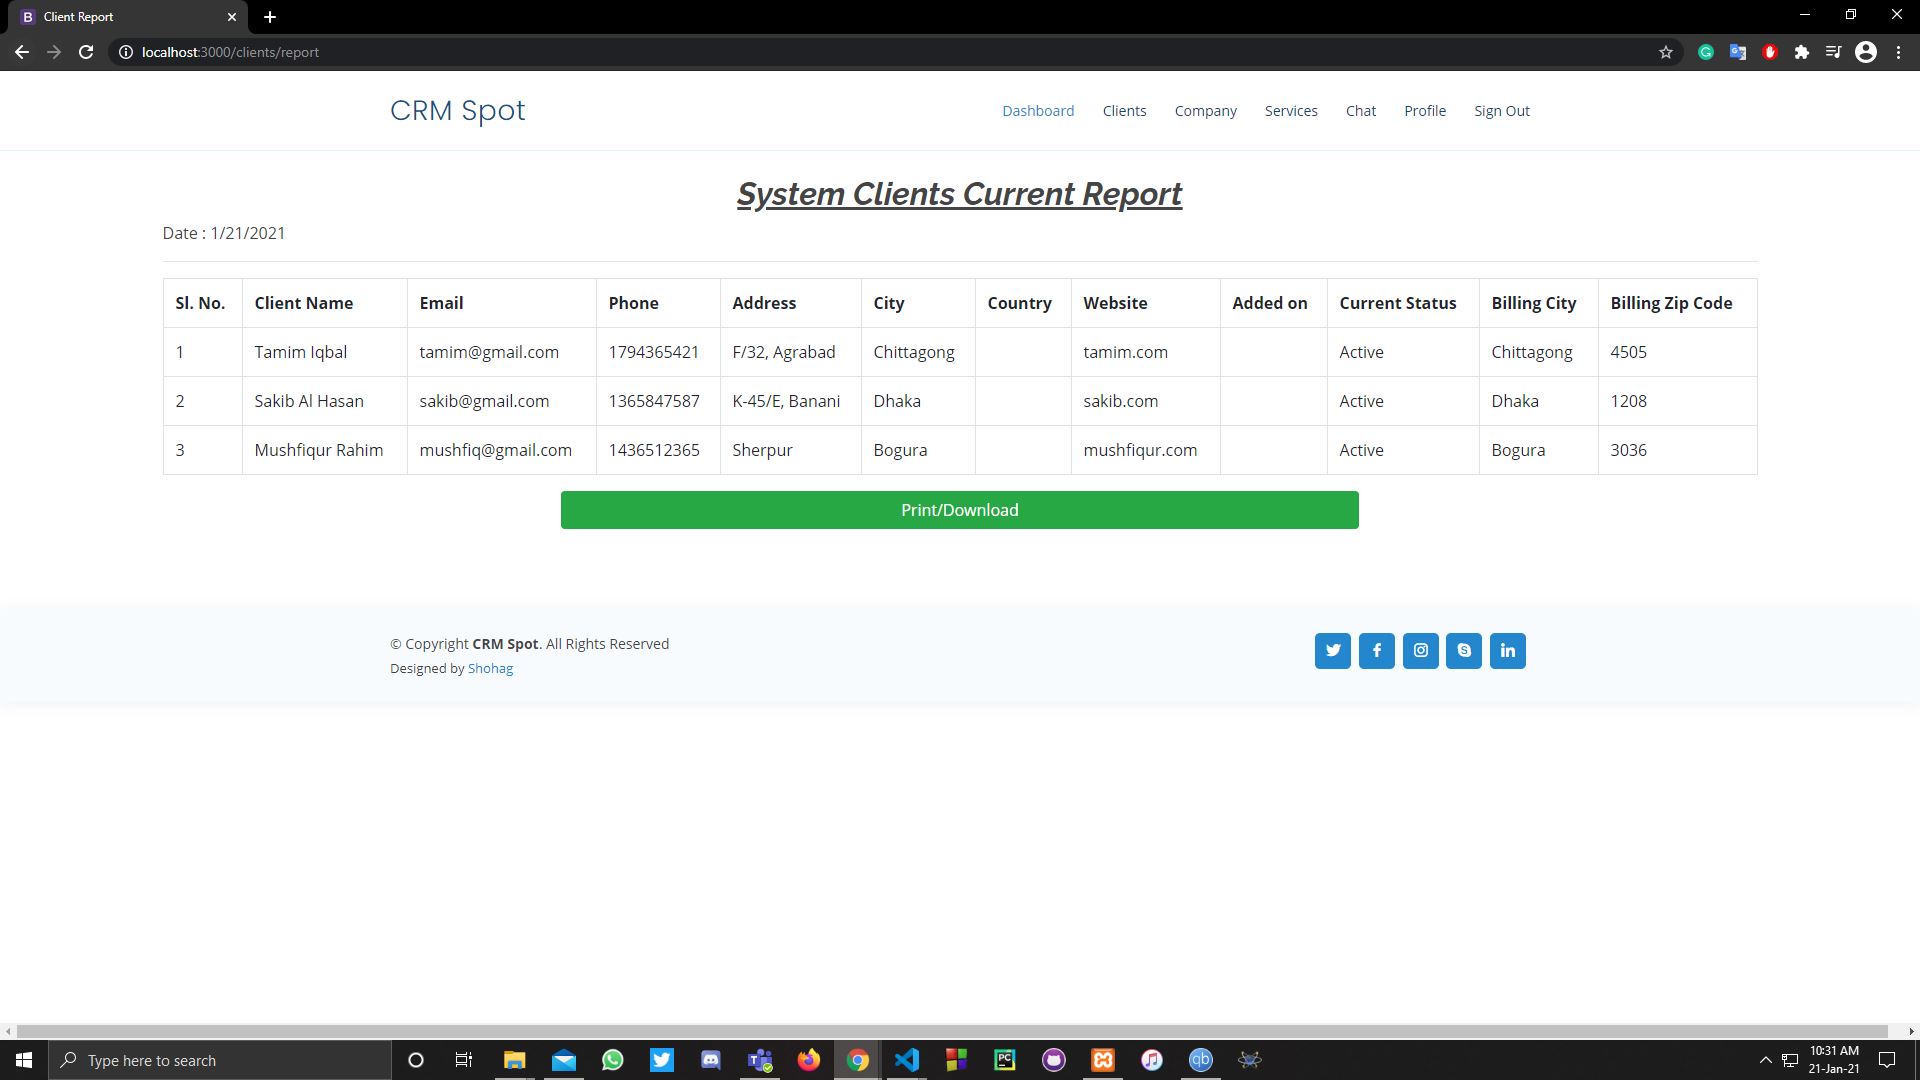 Client Report
localhost:3000/clients/report
CRM Spot
Dashboard Clients Company Services Chat Profile Sign Out
System Clients Current Report
Date : 1/21/2021
Sl. No. Client Name Email Phone Address City Country Website Added on Current Status Billing City Billing Zip Code
1 Tamim Iqbal tamim@gmail.com 1794365421 F/32, Agrabad Chittagong tamim.com Active Chittagong 4505
2 Sakib Al Hasan sakib@gmail.com 1365847587 K-45/E, Banani Dhaka sakib.com Active Dhaka 1208
3 Mushfiqur Rahim mushfiq@gmail.com 1436512365 Sherpur Bogura mushfiqur.com Active Bogura 3036
Print/Download
© Copyright CRM Spot. All Rights Reserved
Designed by Shohag
Type here to search
10:31 AM
21-Jan-21